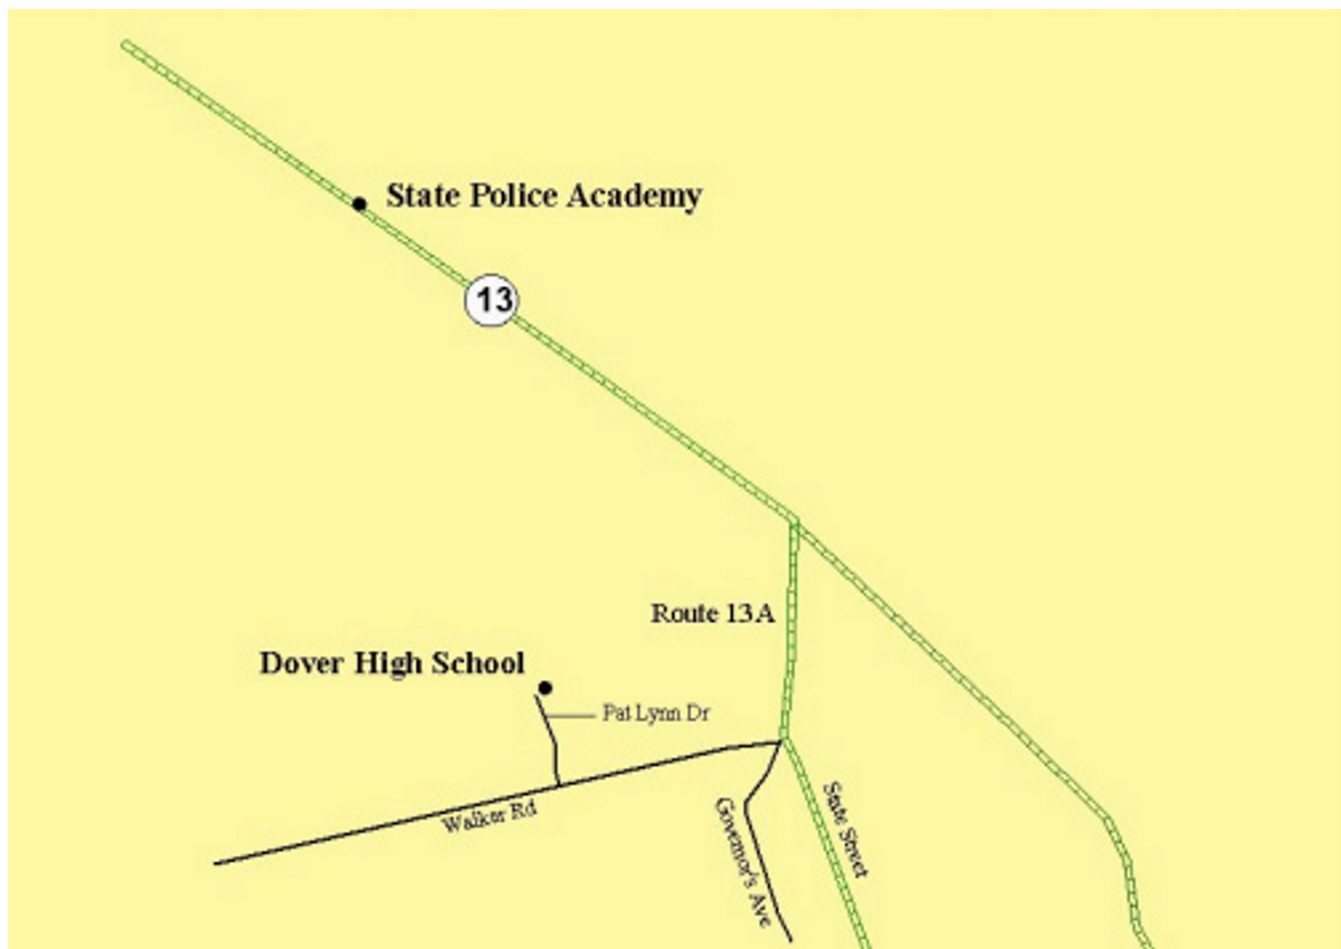 State Police Academy
13
Route 13A
Dover High School
Pat Lynn Dr
Walker Rd
State Street
Governor's Ave